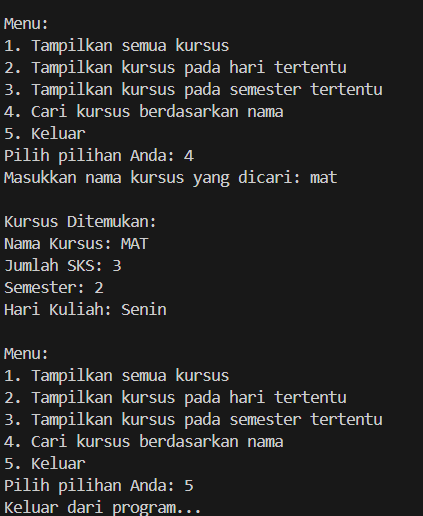 Menu:
1. Tampilkan semua kursus
2. Tampilkan kursus pada hari tertentu
3. Tampilkan kursus pada semester tertentu
4. Cari kursus berdasarkan nama
5. Keluar
Pilih pilihan Anda: 4
Masukkan nama kursus yang dicari: mat
Kursus Ditemukan:
Nama Kursus: MAT
Jumlah SKS: 3
Semester: 2
Hari Kuliah: Senin
Menu:
1. Tampilkan semua kursus
2. Tampilkan kursus pada hari tertentu
3. Tampilkan kursus pada semester tertentu
4. Cari kursus berdasarkan nama
5. Keluar
Pilih pilihan Anda: 5
Keluar dari program...